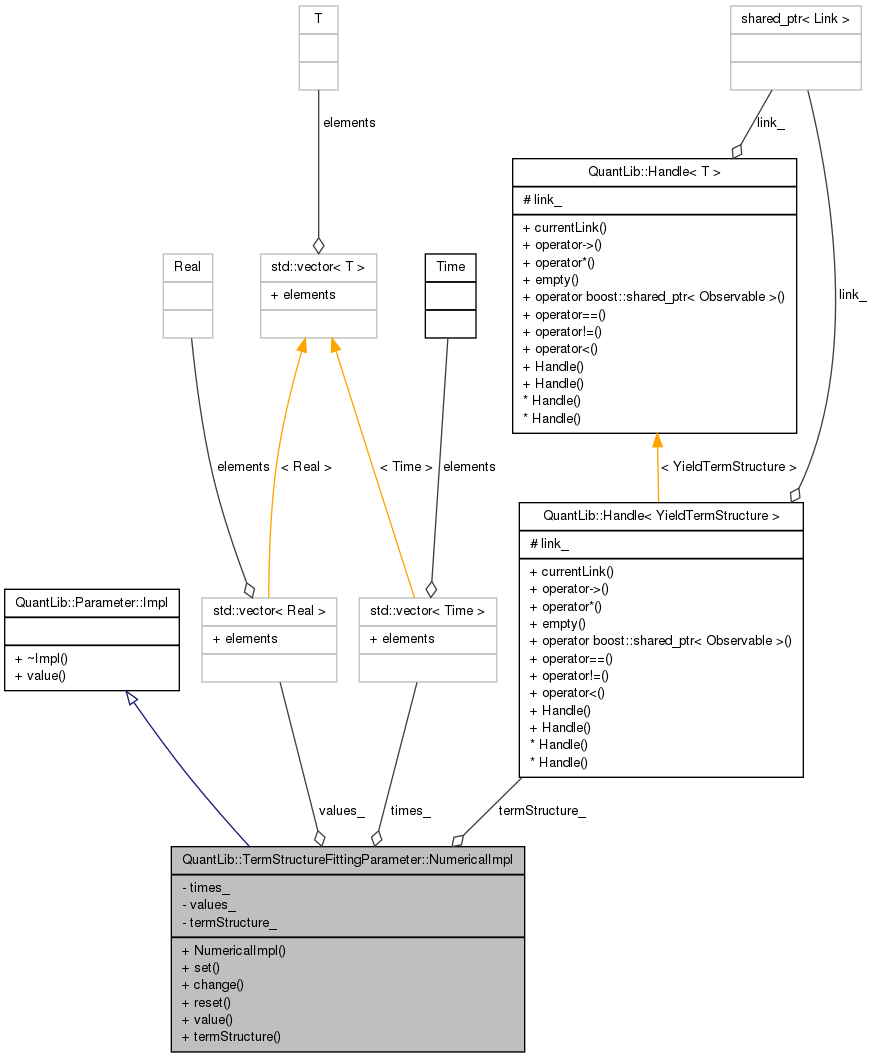 T
shared_ptr< Link >
elements
link_
QuantLib::Handle< T >
# link_
+ currentLink()
+ operator->()
+ operator*()
+ empty()
+ operator boost::shared_ptr< Observable >()
+ operator==()
+ operator!=()
+ operator<()
+ Handle()
+ Handle()
* Handle()
* Handle()
Real
std::vector< T >
+ elements
Time
link_
elements
< Real >
< Time >
elements
< YieldTermStructure >
QuantLib::Handle< YieldTermStructure >
# link_
+ currentLink()
+ operator->()
+ operator*()
+ empty()
+ operator boost::shared_ptr< Observable >()
+ operator==()
+ operator!=()
+ operator<()
+ Handle()
+ Handle()
* Handle()
* Handle()
QuantLib::Parameter::Impl
+ ~Impl()
+ value()
std::vector< Real >
+ elements
std::vector< Time >
+ elements
values_
times_
termStructure_
QuantLib::TermStructureFittingParameter::NumericalImpl
- times_
- values_
- termStructure_
+ NumericalImpl()
+ set()
+ change()
+ reset()
+ value()
+ termStructure()